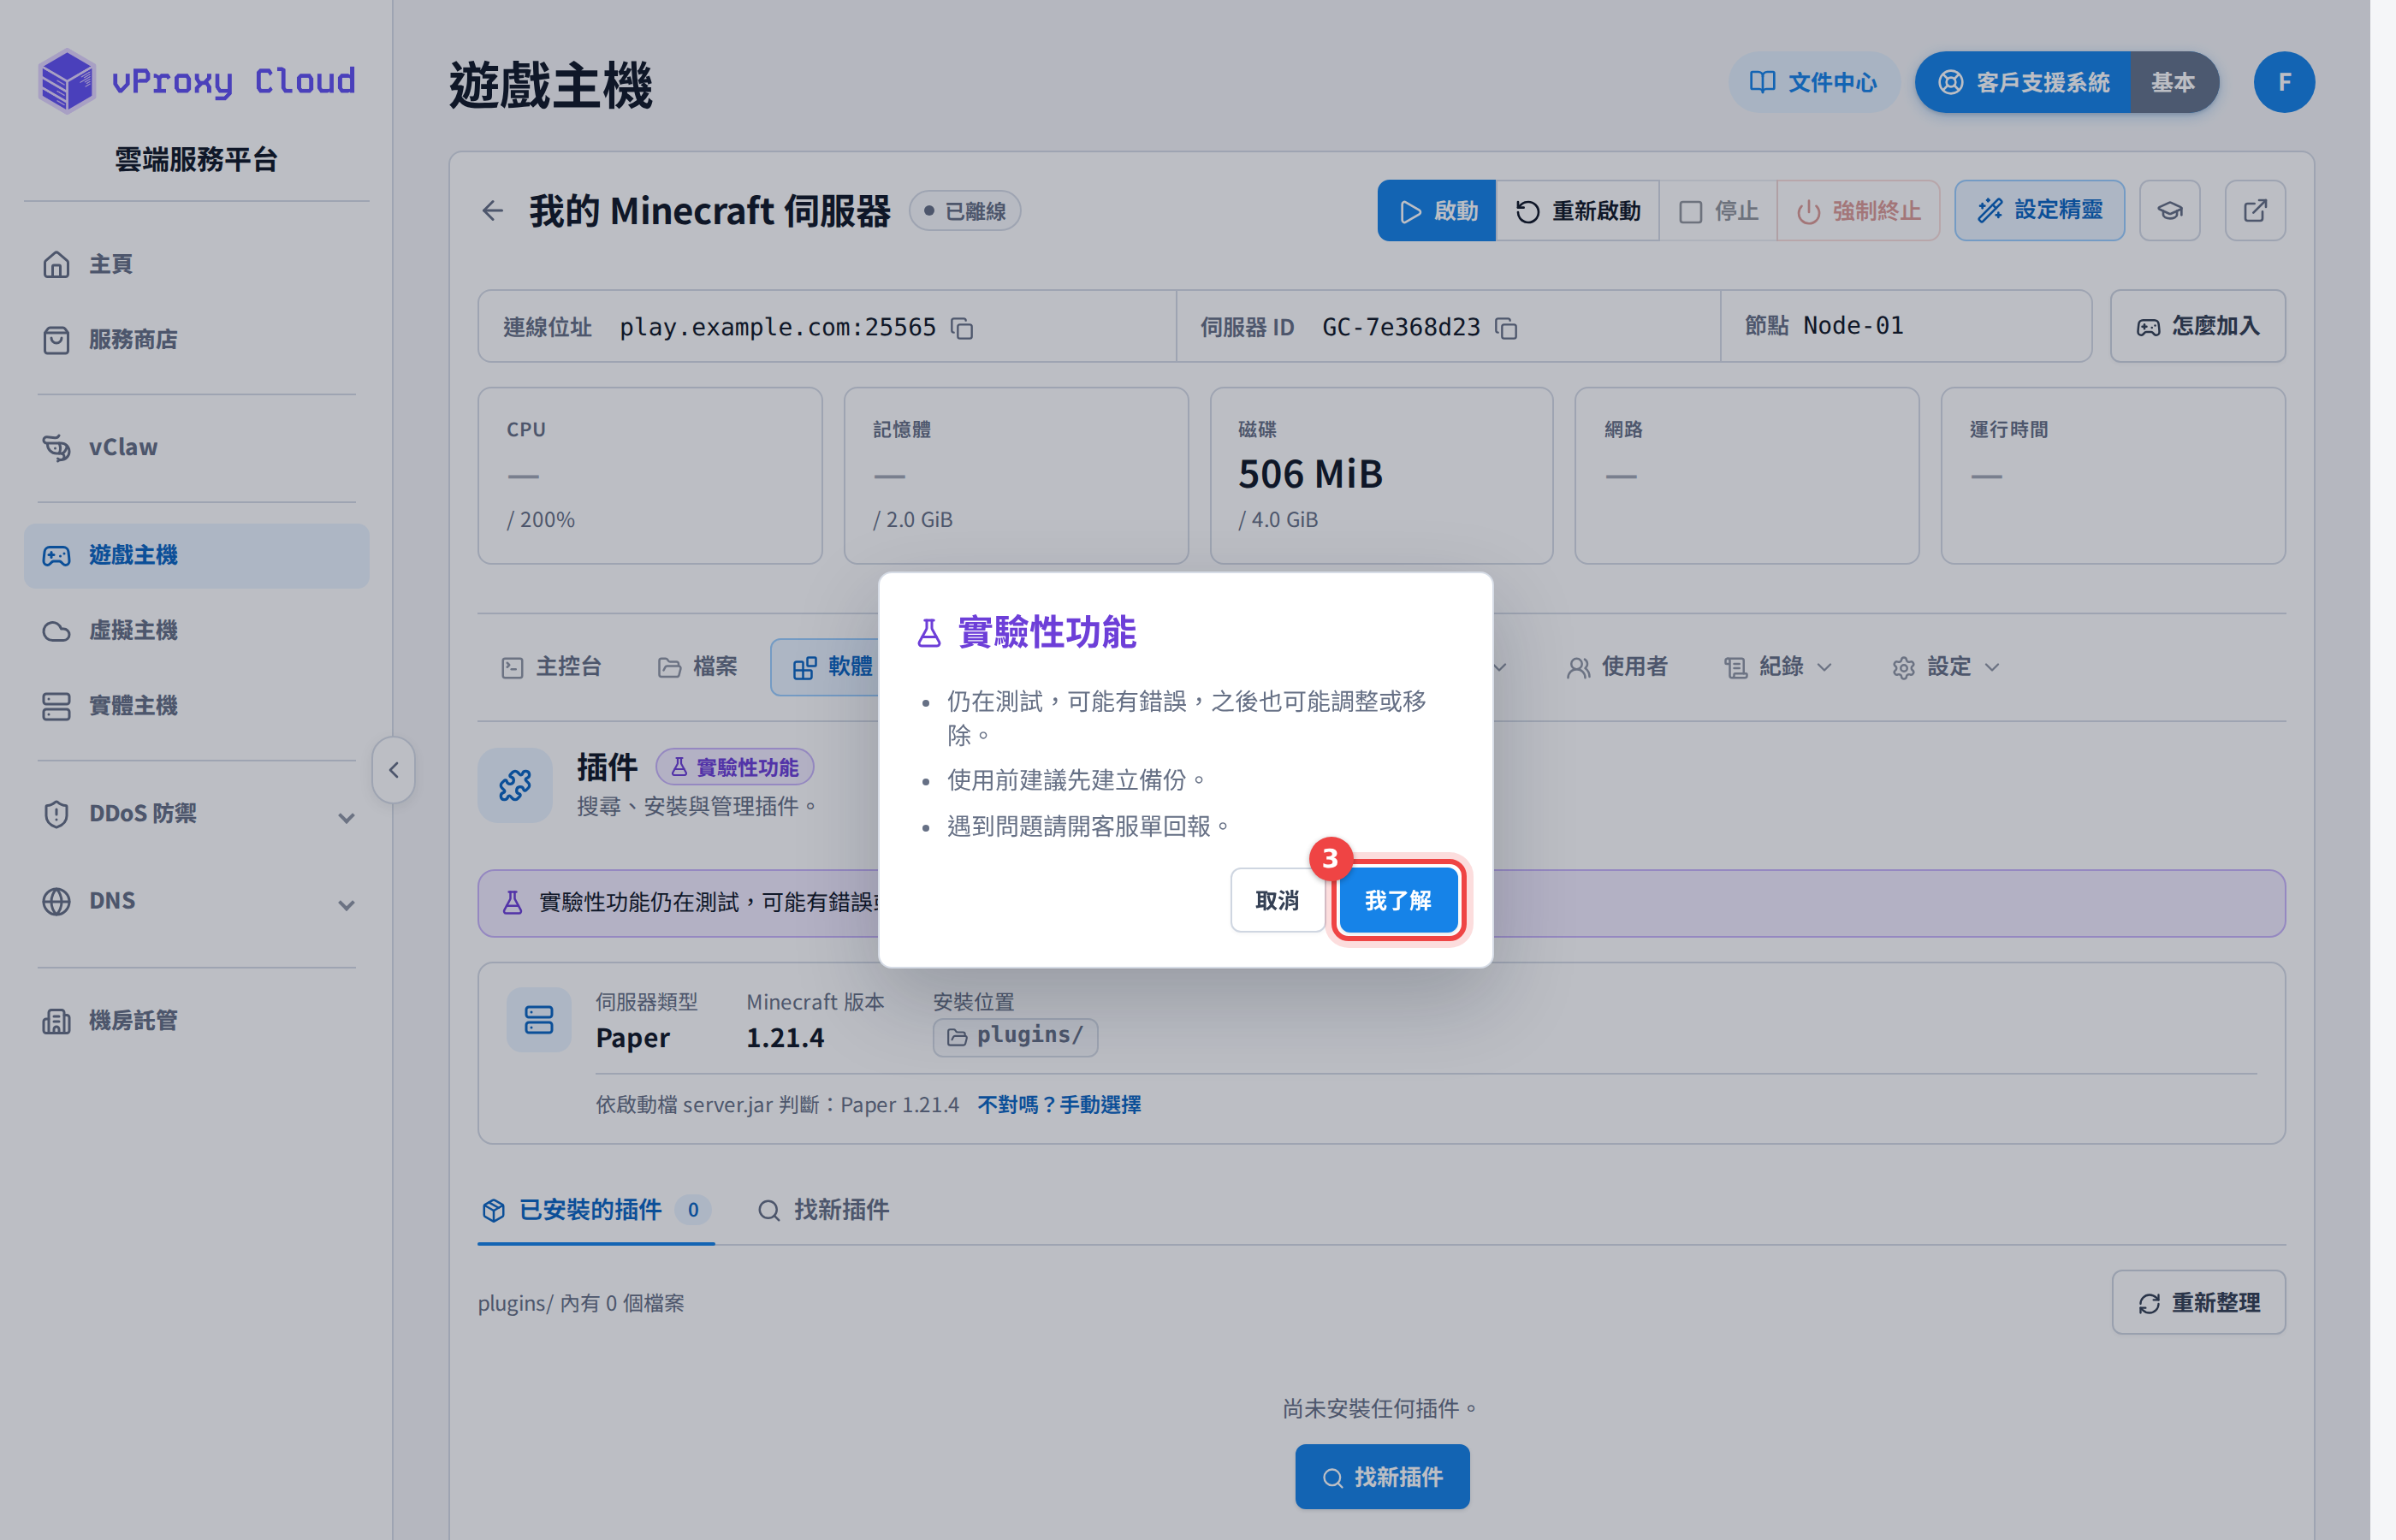 vProxy Cloud
雲端服務平台
主頁
服務商店
vClaw
遊戲主機
虛擬主機
實體主機
DDoS 防禦
DNS
機房託管
遊戲主機
文件中心
客戶支援系統
基本
F
我的 Minecraft 伺服器
已離線
啟動
重新啟動
停止
強制終止
設定精靈
連線位址 play.example.com:25565
伺服器 ID GC-7e368d23
節點 Node-01
怎麼加入
CPU
—
/ 200%
記憶體
—
/ 2.0 GiB
磁碟
506 MiB
/ 4.0 GiB
網路
—
運行時間
—
主控台
檔案
軟體
使用者
紀錄
設定
插件
實驗性功能
搜尋、安裝與管理插件。
實驗性功能仍在測試，可能有錯誤
實驗性功能
• 仍在測試，可能有錯誤，之後也可能調整或移
除。
• 使用前建議先建立備份。
• 遇到問題請開客服單回報。
3
取消
我了解
伺服器類型
Paper
Minecraft 版本
1.21.4
安裝位置
plugins/
依啟動檔 server.jar 判斷：Paper 1.21.4 不對嗎？手動選擇
已安裝的插件 0
找新插件
plugins/ 內有 0 個檔案
重新整理
尚未安裝任何插件。
找新插件